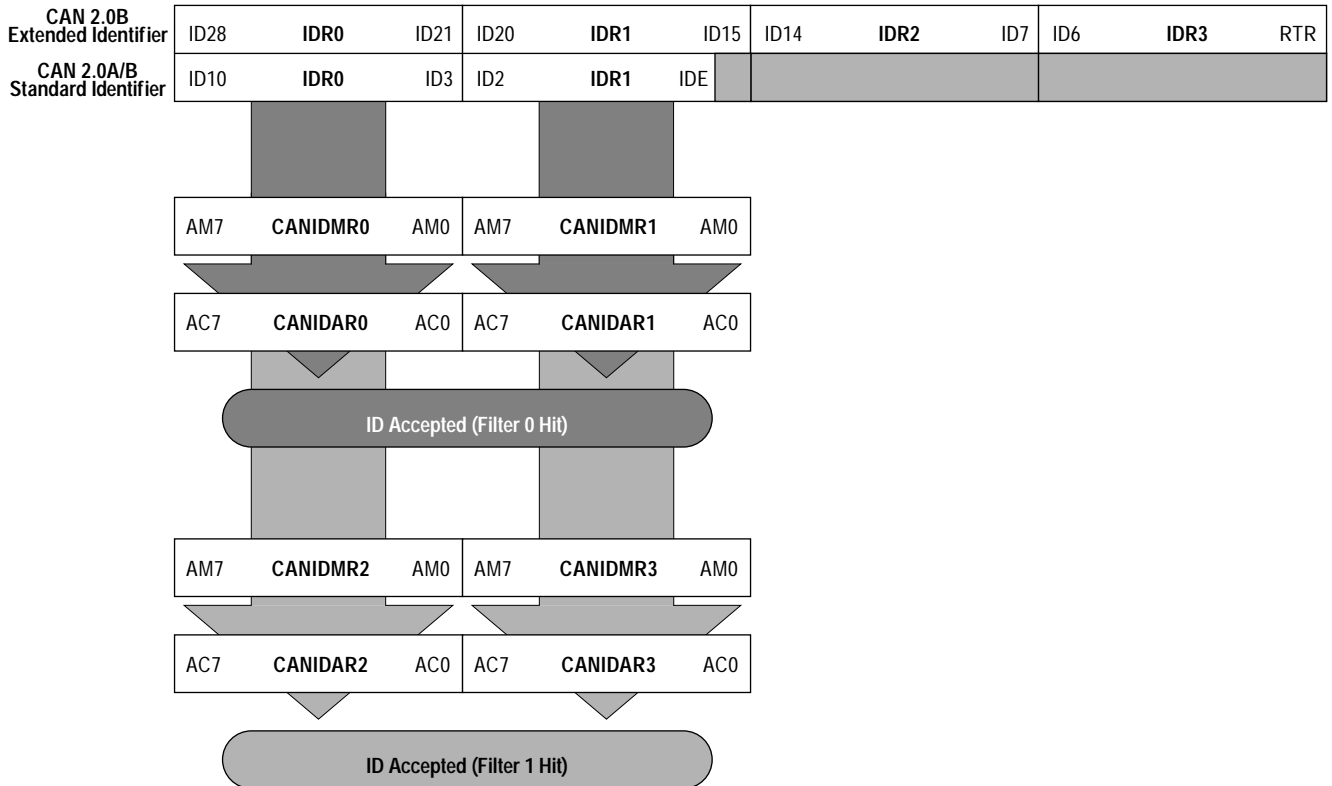 CAN 2.0B
Extended Identifier
ID28 IDR0 ID21 ID20 IDR1 ID15 ID14 IDR2 ID7 ID6 IDR3 RTR
CAN 2.0A/B
Standard Identifier
ID10 IDR0 ID3 ID2 IDR1 IDE
AM7 CANIDMR0 AM0 AM7 CANIDMR1 AM0
AC7 CANIDAR0 AC0 AC7 CANIDAR1 AC0
ID Accepted (Filter 0 Hit)
AM7 CANIDMR2 AM0 AM7 CANIDMR3 AM0
AC7 CANIDAR2 AC0 AC7 CANIDAR3 AC0
ID Accepted (Filter 1 Hit)